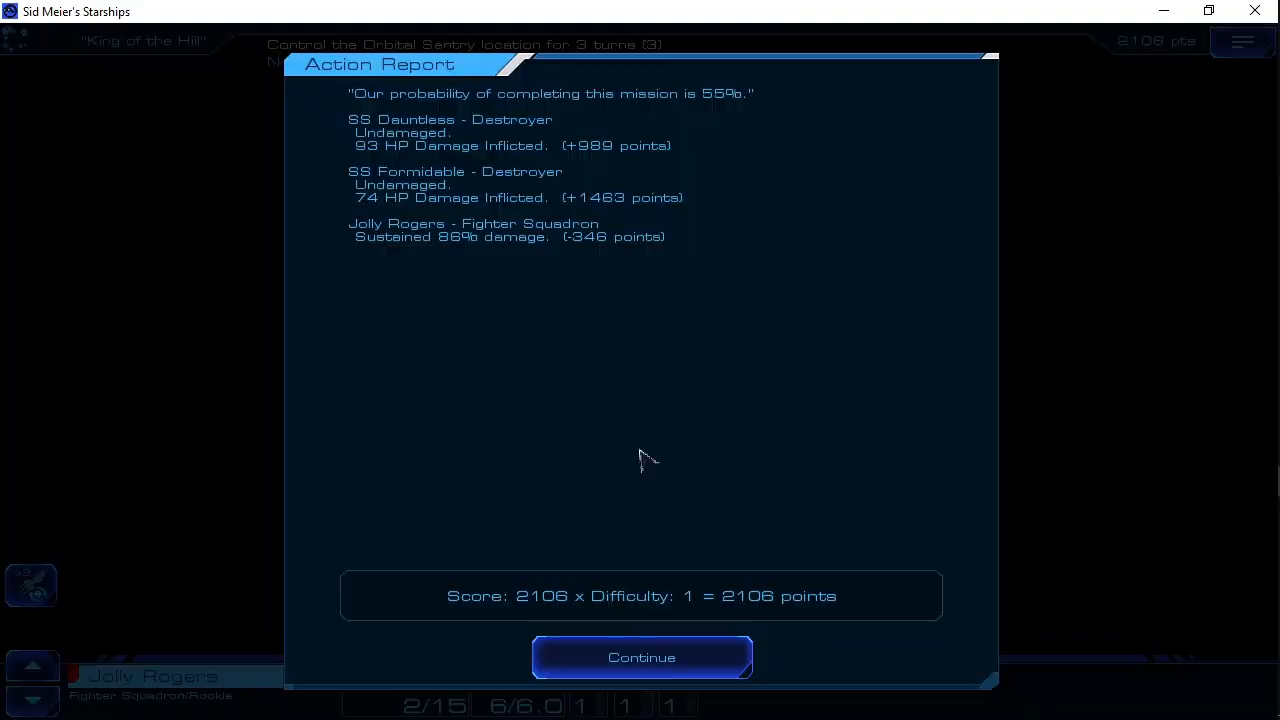 Sid Meier's Starships
"King of the Hill"
Control the Orbital Sentry location for 3 turns (3)
2106 pts
Action Report
"Our probability of completing this mission is 55%."
SS Dauntless - Destroyer
Undamaged.
93 HP Damage Inflicted. (+989 points)
SS Formidable - Destroyer
Undamaged.
74 HP Damage Inflicted. (+1463 points)
Jolly Rogers - Fighter Squadron
Sustained 86% damage. (-346 points)
x2
Score: 2106 x Difficulty: 1 = 2106 points
Continue
Jolly Rogers
Fighter Squadron/Rookie
2/15 6/6.0 1 1 1